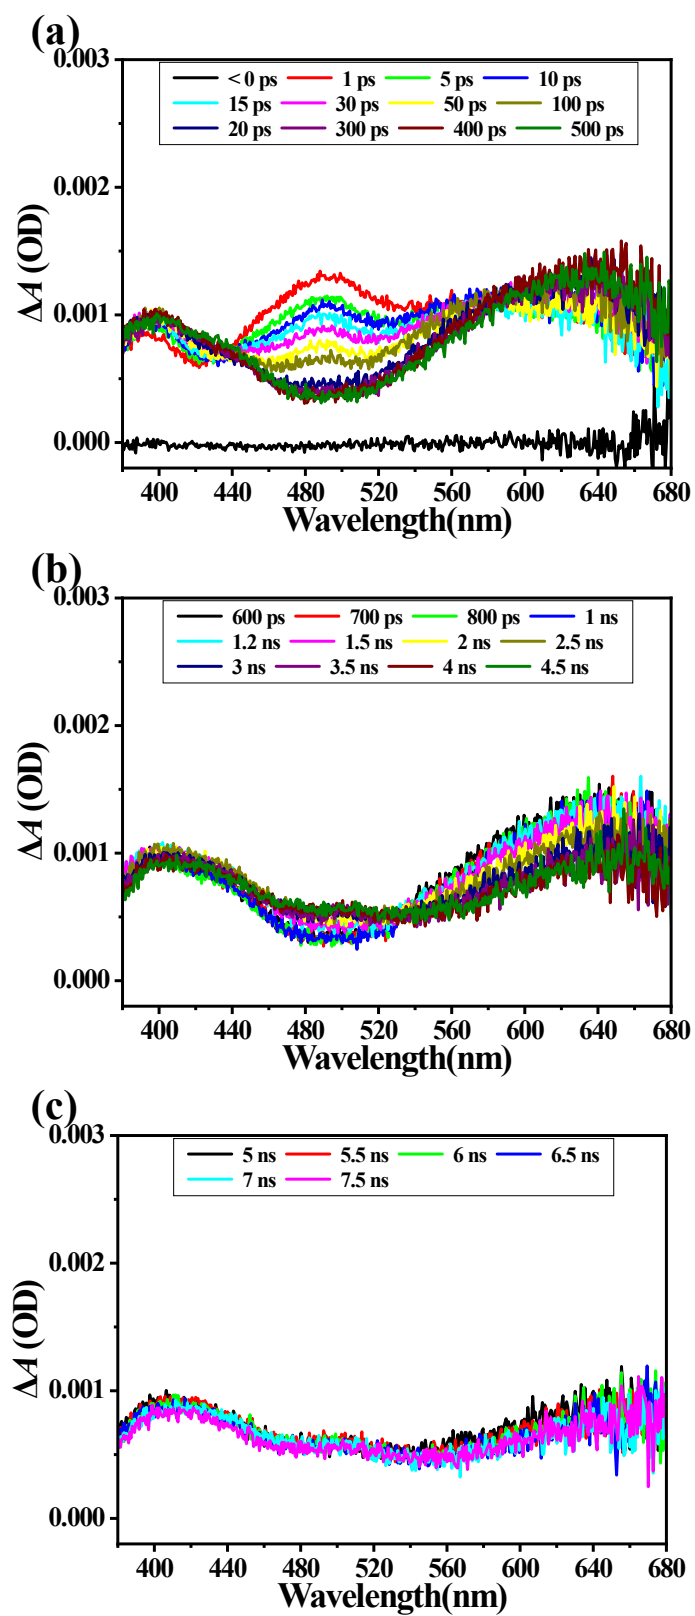 (a)
0.003
< 0 ps 1 ps 5 ps 10 ps
15 ps 30 ps 50 ps 100 ps
20 ps 300 ps 400 ps 500 ps
0.002
ΔA (OD)
0.001
0.000
400 440 480 520 560 600 640 680
Wavelength(nm)
(b)
0.003
600 ps 700 ps 800 ps 1 ns
1.2 ns 1.5 ns 2 ns 2.5 ns
3 ns 3.5 ns 4 ns 4.5 ns
0.002
ΔA (OD)
0.001
0.000
400 440 480 520 560 600 640 680
Wavelength(nm)
(c)
0.003
5 ns 5.5 ns 6 ns 6.5 ns
7 ns 7.5 ns
0.002
ΔA (OD)
0.001
0.000
400 440 480 520 560 600 640 680
Wavelength(nm)